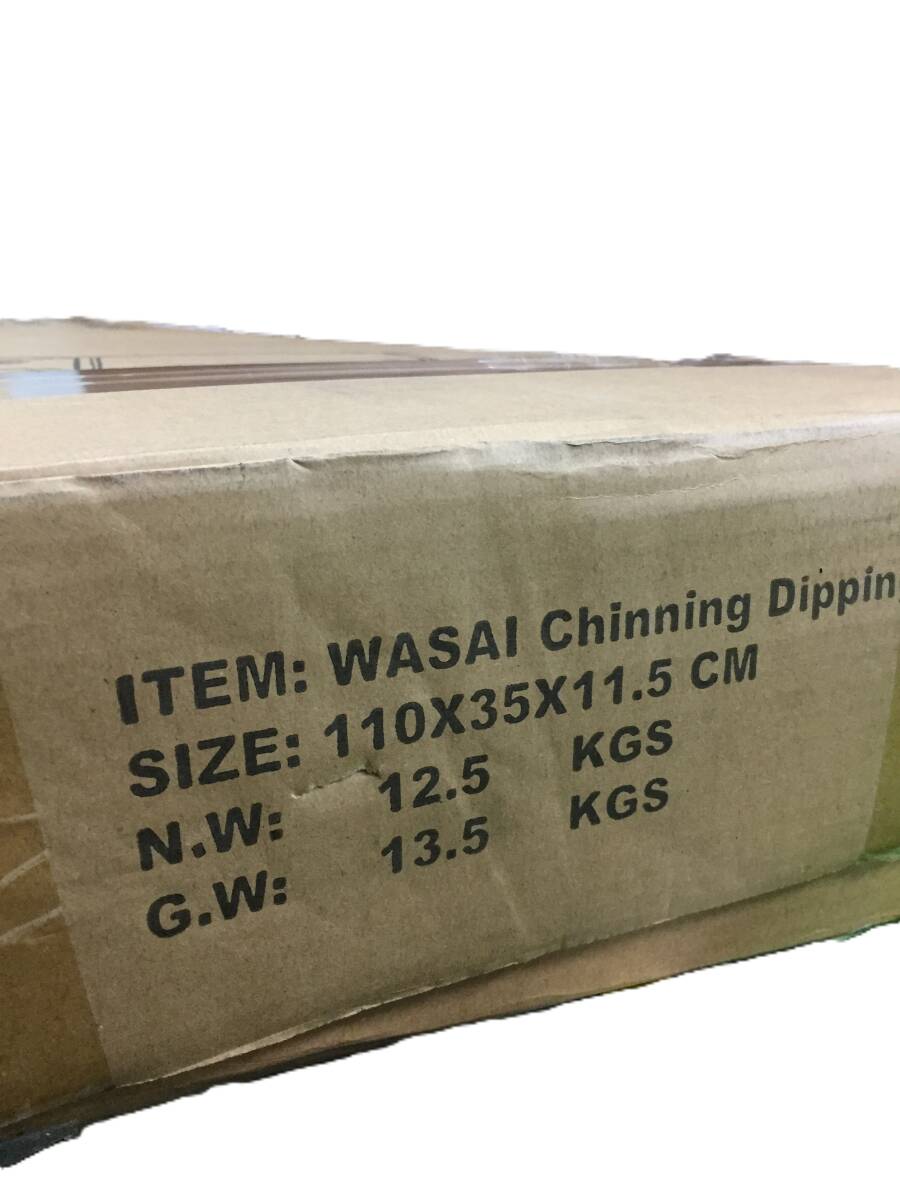 ITEM: WASAI Chinning Dippin
SIZE: 110X35X11.5 CM
N.W: 12.5 KGS
G.W: 13.5 KGS